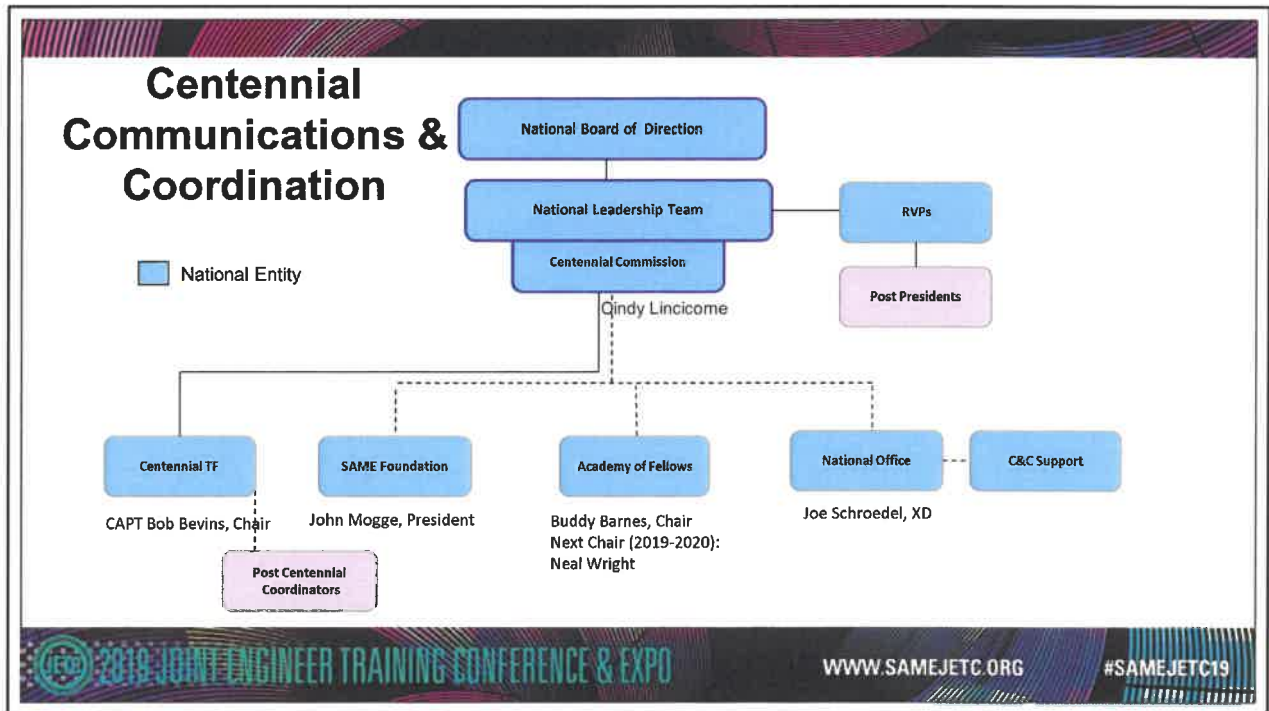 Centennial
Communications &
Coordination
National Board of Direction
National Leadership Team
RVPs
Centennial Commission
National Entity
Post Presidents
Cindy Lincicome
Centennial TF
SAME Foundation
Academy of Fellows
National Office
C&C Support
CAPT Bob Bevins, Chair
John Mogge, President
Buddy Barnes, Chair
Next Chair (2019-2020):
Neal Wright
Joe Schroedel, XD
Post Centennial
Coordinators
JETC
2019 JOINT ENGINEER TRAINING CONFERENCE & EXPO
WWW.SAMEJETC.ORG
#SAMEJETC19